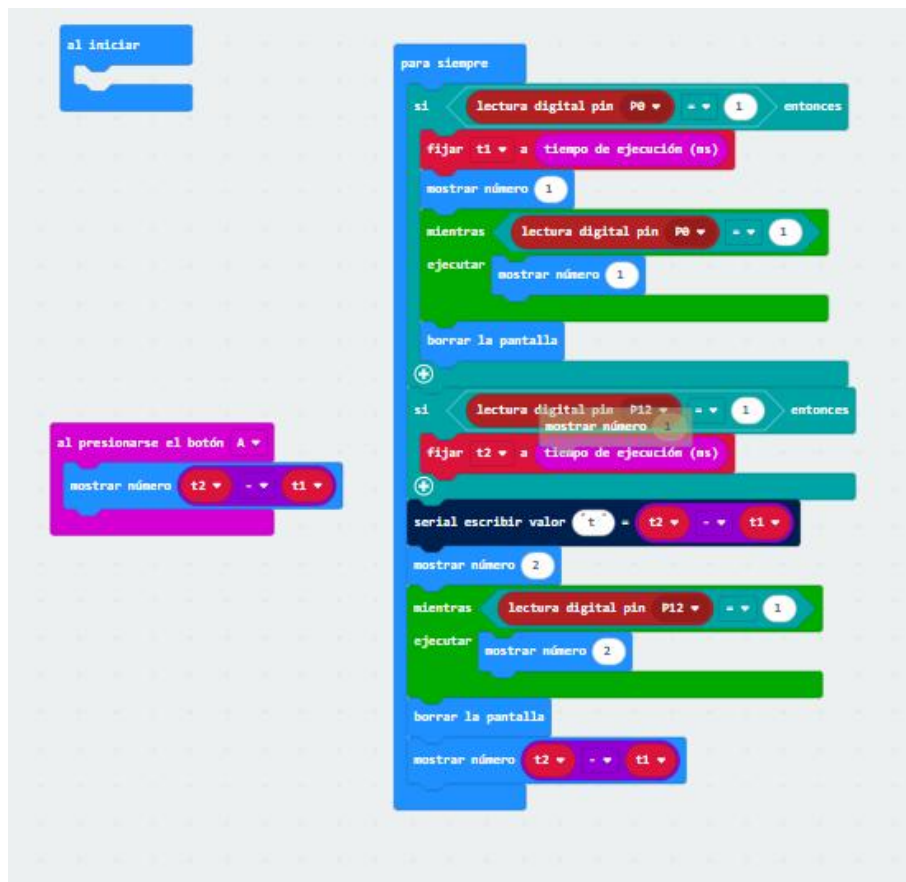 al iniciar
para siempre
si lectura digital pin P0 = 1 entonces
fijar t1 a tiempo de ejecución (ms)
mostrar número 1
mientras lectura digital pin P0 = 1
ejecutar mostrar número 1
borrar la pantalla
si lectura digital pin P12 = 1 entonces
mostrar número 1
fijar t2 a tiempo de ejecución (ms)
serial escribir valor "t" = t2 - t1
mostrar número 2
mientras lectura digital pin P12 = 1
ejecutar mostrar número 2
borrar la pantalla
mostrar número t2 - t1
al presionarse el botón A
mostrar número t2 - t1